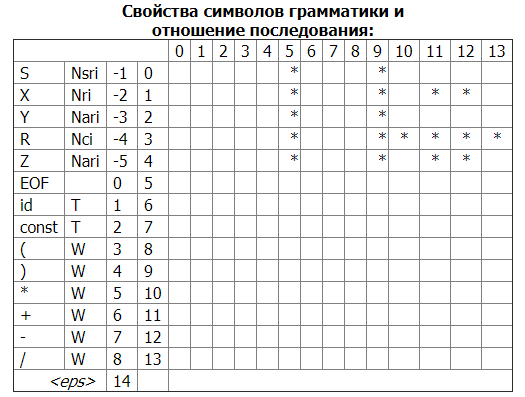 Свойства символов грамматики и
отношение последования:
0 1 2 3 4 5 6 7 8 9 10 11 12 13
S Nsri -1 0 * *
X Nri -2 1 * * * *
Y Nari -3 2 * *
R Nci -4 3 * * * * * *
Z Nari -5 4 * * * *
EOF 0 5
id T 1 6
const T 2 7
( W 3 8
) W 4 9
* W 5 10
+ W 6 11
- W 7 12
/ W 8 13
<eps> 14